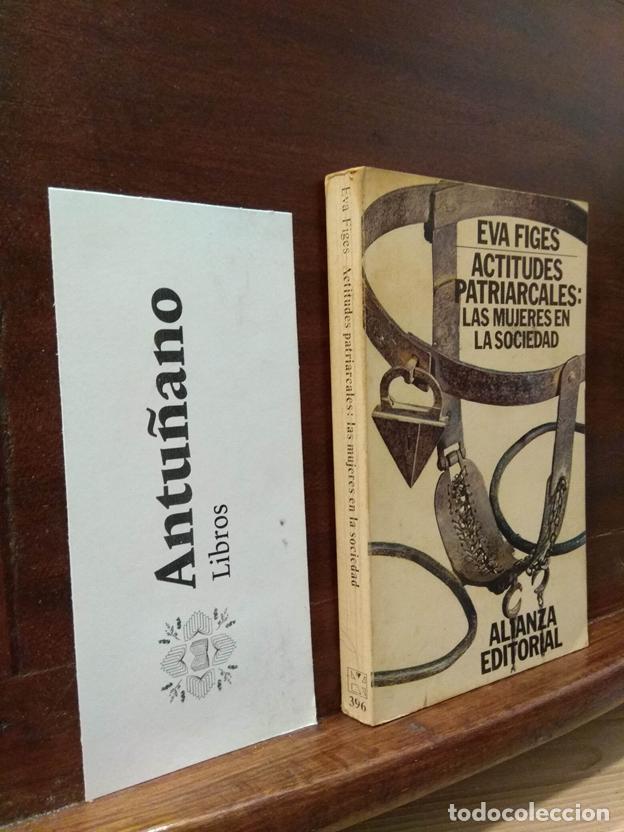 Antuñano
Libros
Eva Figes - Actitudes patriarcales: las mujeres en la sociedad
396
EVA FIGES
ACTITUDES
PATRIARCALES:
LAS MUJERES EN
LA SOCIEDAD
ALIANZA
EDITORIAL
todocoleccion